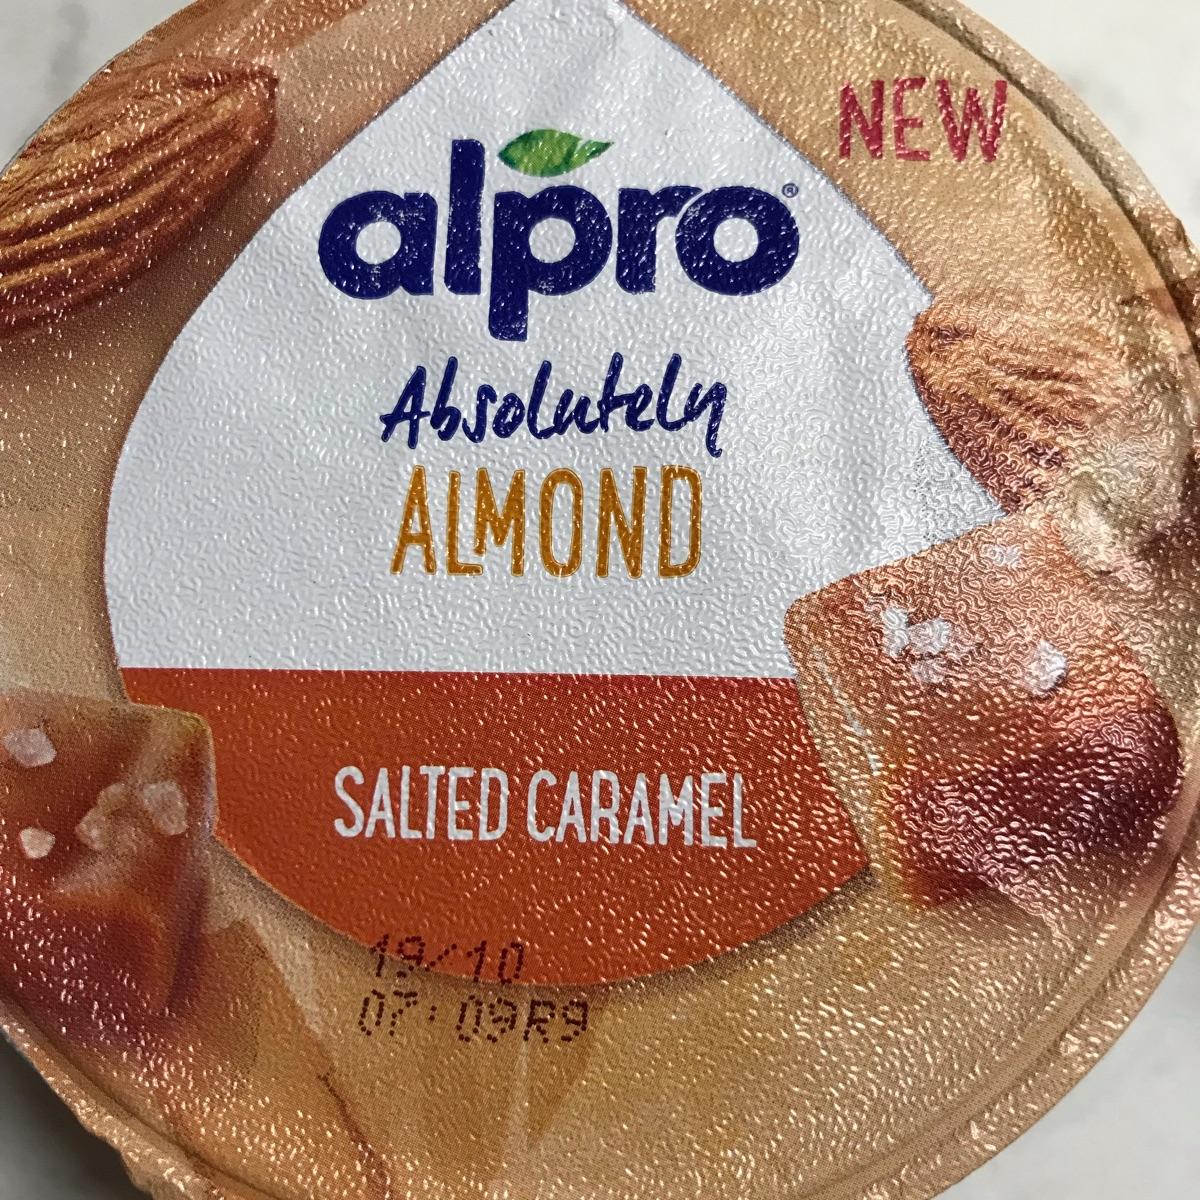 NEW
alpro®
Absolutely
ALMOND
SALTED CARAMEL
19/10
07:09R9